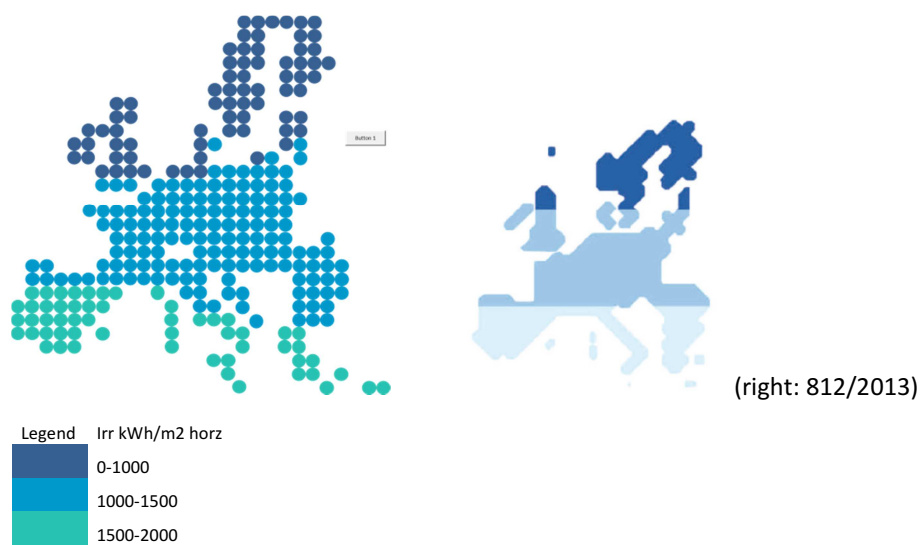 Button 1
(right: 812/2013)
Legend Irr kWh/m2 horz
0-1000
1000-1500
1500-2000